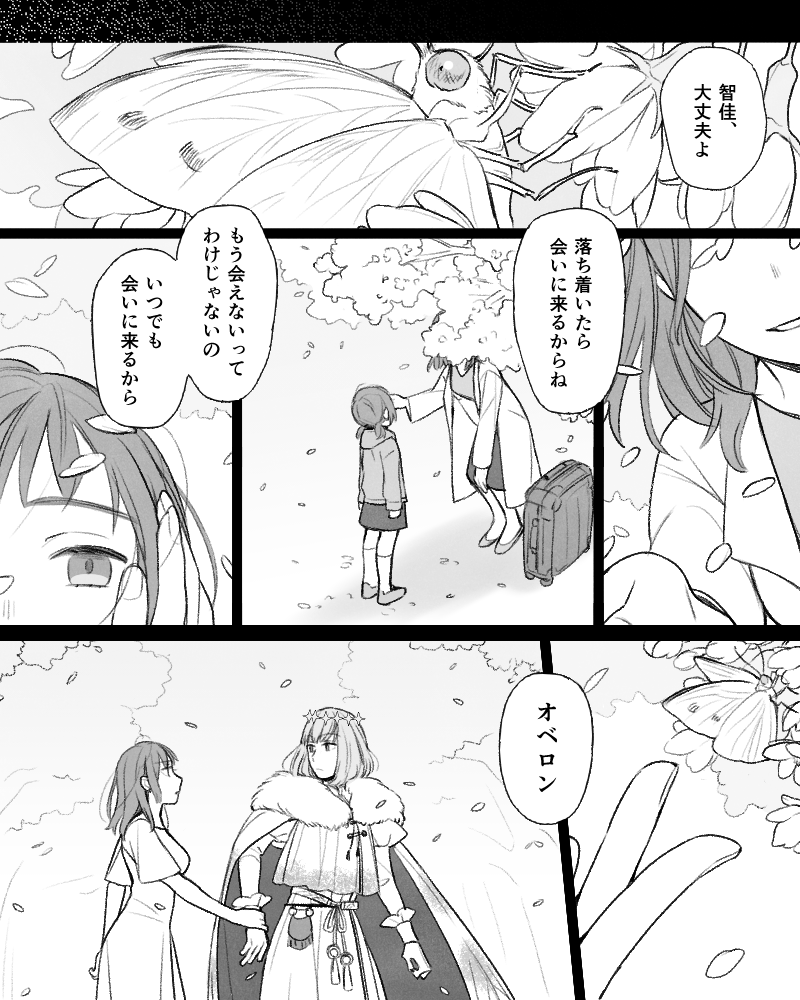 智佳、
大丈夫よ
落ち着いたら
会いに来るからね
もう会えないって
わけじゃないの
いつでも
会いに来るから
オベロン